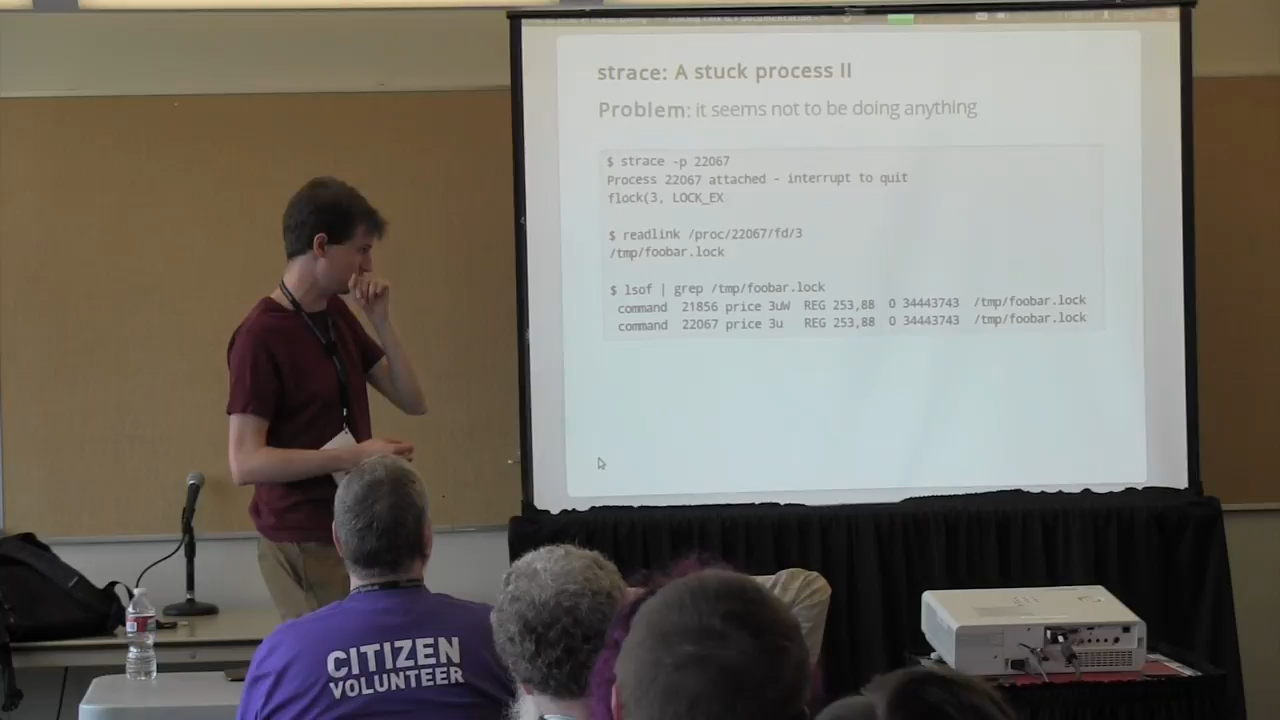 strace: A stuck process II
Problem: it seems not to be doing anything
$ strace -p 22067
Process 22067 attached - interrupt to quit
flock(3, LOCK_EX
$ readlink /proc/22067/fd/3
/tmp/foobar.lock
$ lsof | grep /tmp/foobar.lock
command 21856 price 3uW REG 253,88 0 34443743 /tmp/foobar.lock
command 22067 price 3u REG 253,88 0 34443743 /tmp/foobar.lock
CITIZEN
VOLUNTEER